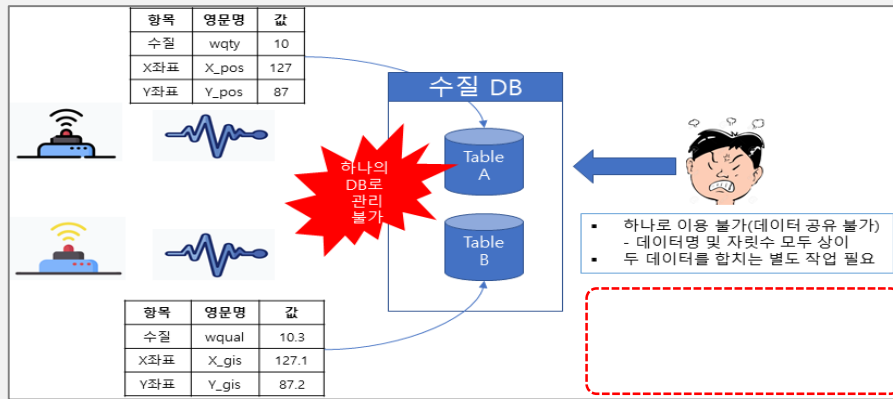 항목 영문명 값
수질 wqty 10
X좌표 X_pos 127
Y좌표 Y_pos 87
수질 DB
Table
A
하나의
DB로
관리
불가
Table
B
▪ 하나로 이용 불가(데이터 공유 불가)
- 데이터명 및 자릿수 모두 상이
▪ 두 데이터를 합치는 별도 작업 필요
항목 영문명 값
수질 wqual 10.3
X좌표 X_gis 127.1
Y좌표 Y_gis 87.2